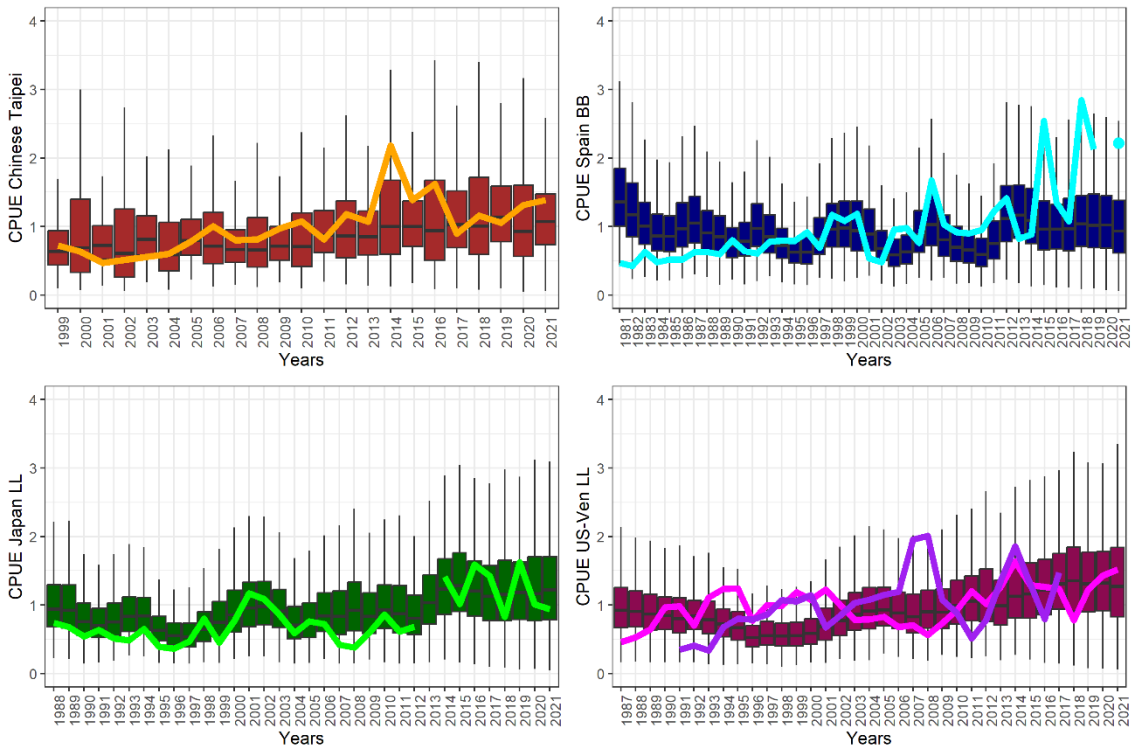 CPUE Chinese Taipei
4
3
2
1
0
1999 2000 2001 2002 2003 2004 2005 2006 2007 2008 2009 2010 2011 2012 2013 2014 2015 2016 2017 2018 2019 2020 2021
Years
CPUE Spain BB
4
3
2
1
0
1981 1982 1983 1984 1985 1986 1987 1988 1989 1990 1991 1992 1993 1994 1995 1996 1997 1998 1999 2000 2001 2002 2003 2004 2005 2006 2007 2008 2009 2010 2011 2012 2013 2014 2015 2016 2017 2018 2019 2020 2021
Years
CPUE Japan LL
4
3
2
1
0
1988 1989 1990 1991 1992 1993 1994 1995 1996 1997 1998 1999 2000 2001 2002 2003 2004 2005 2006 2007 2008 2009 2010 2011 2012 2013 2014 2015 2016 2017 2018 2019 2020 2021
Years
CPUE US-Ven LL
4
3
2
1
0
1987 1988 1989 1990 1991 1992 1993 1994 1995 1996 1997 1998 1999 2000 2001 2002 2003 2004 2005 2006 2007 2008 2009 2010 2011 2012 2013 2014 2015 2016 2017 2018 2019 2020 2021
Years